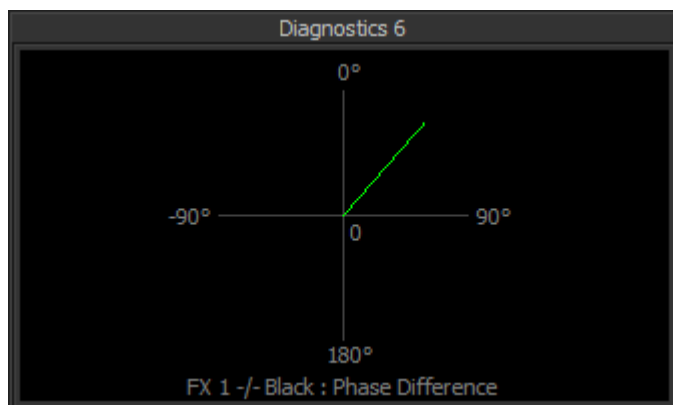 Diagnostics 6
0°
-90°
90°
0
180°
FX 1 -/- Black : Phase Difference